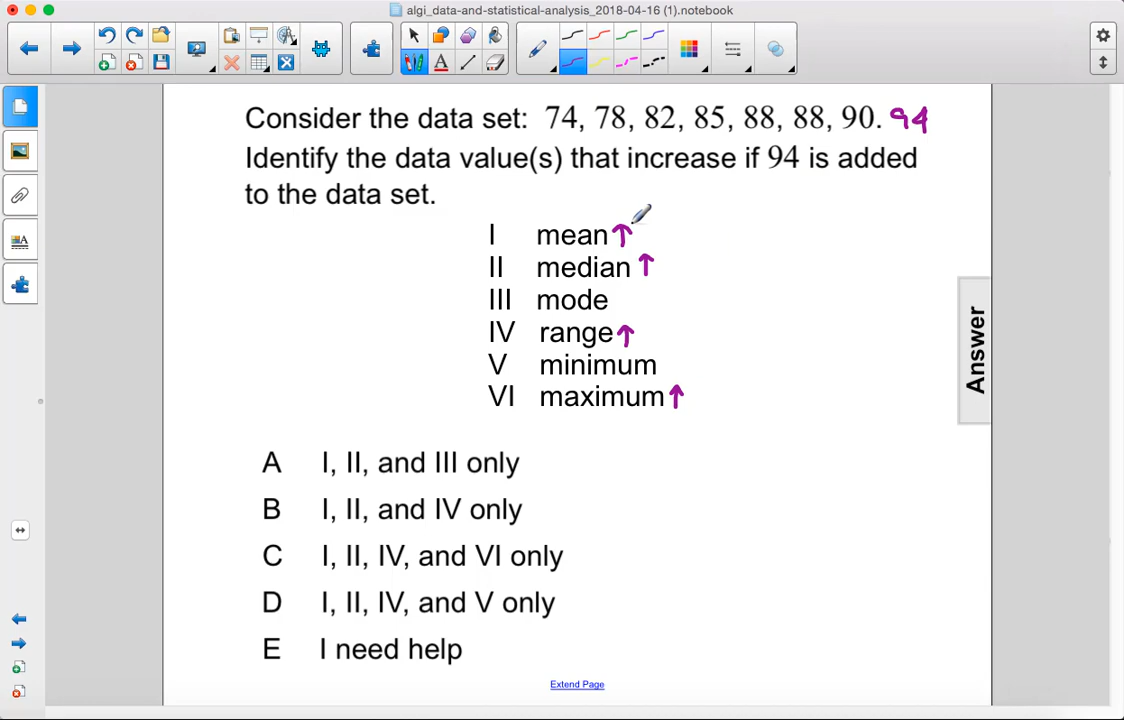 algi_data-and-statistical-analysis_2018-04-16 (1).notebook
Consider the data set: 74, 78, 82, 85, 88, 88, 90. 94
Identify the data value(s) that increase if 94 is added
to the data set.
I mean ↑
II median ↑
III mode
IV range ↑
V minimum
VI maximum ↑
Answer
A I, II, and III only
B I, II, and IV only
C I, II, IV, and VI only
D I, II, IV, and V only
E I need help
Extend Page